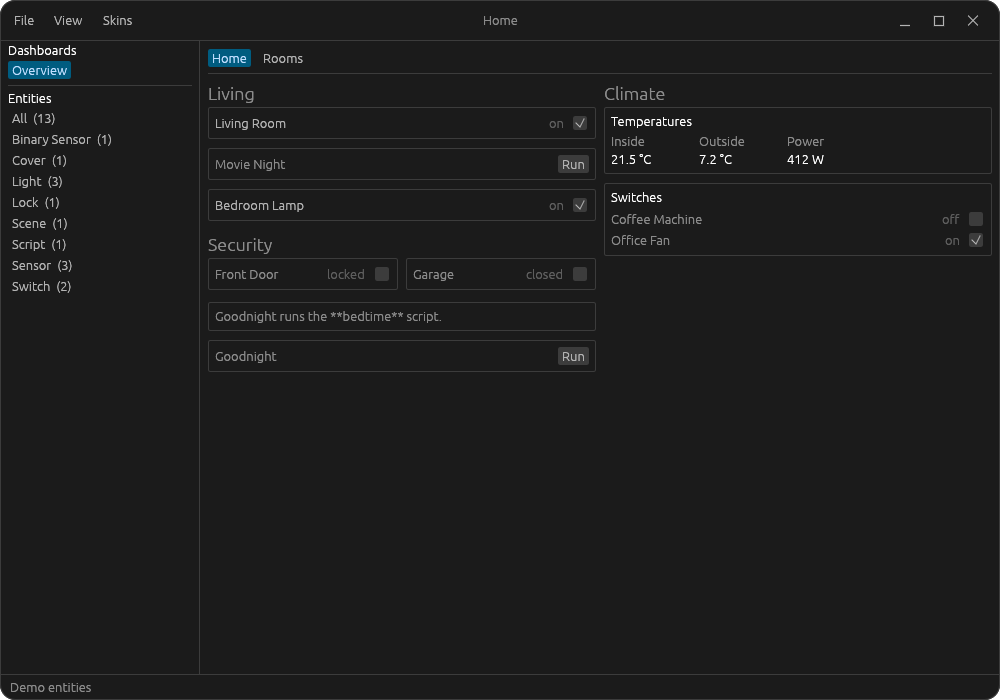 File View Skins Home
Dashboards
Overview
Entities
All (13)
Binary Sensor (1)
Cover (1)
Light (3)
Lock (1)
Scene (1)
Script (1)
Sensor (3)
Switch (2)
Home Rooms
Living
Living Room on
Movie Night Run
Bedroom Lamp on
Security
Front Door locked Garage closed
Goodnight runs the **bedtime** script.
Goodnight Run
Climate
Temperatures
Inside Outside Power
21.5 °C 7.2 °C 412 W
Switches
Coffee Machine off
Office Fan on
Demo entities